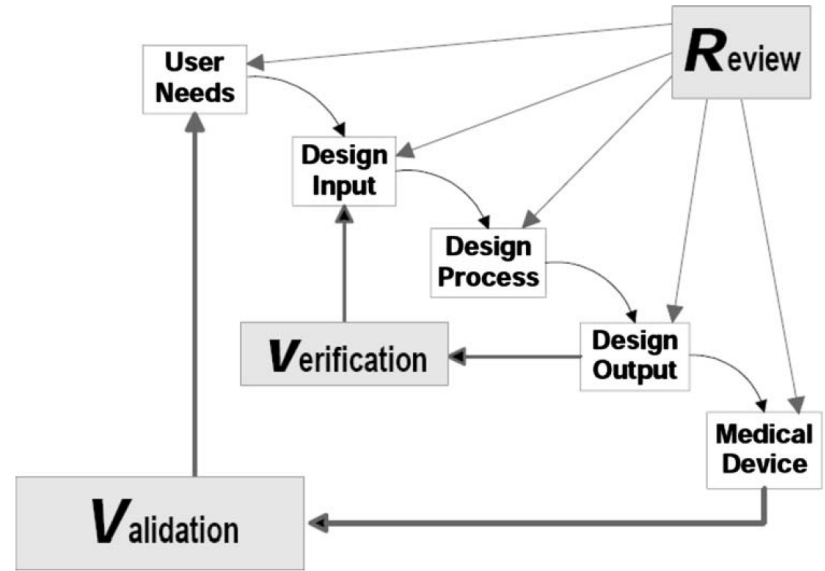 User
Needs
Review
Design
Input
Design
Process
Verification
Design
Output
Medical
Device
Validation